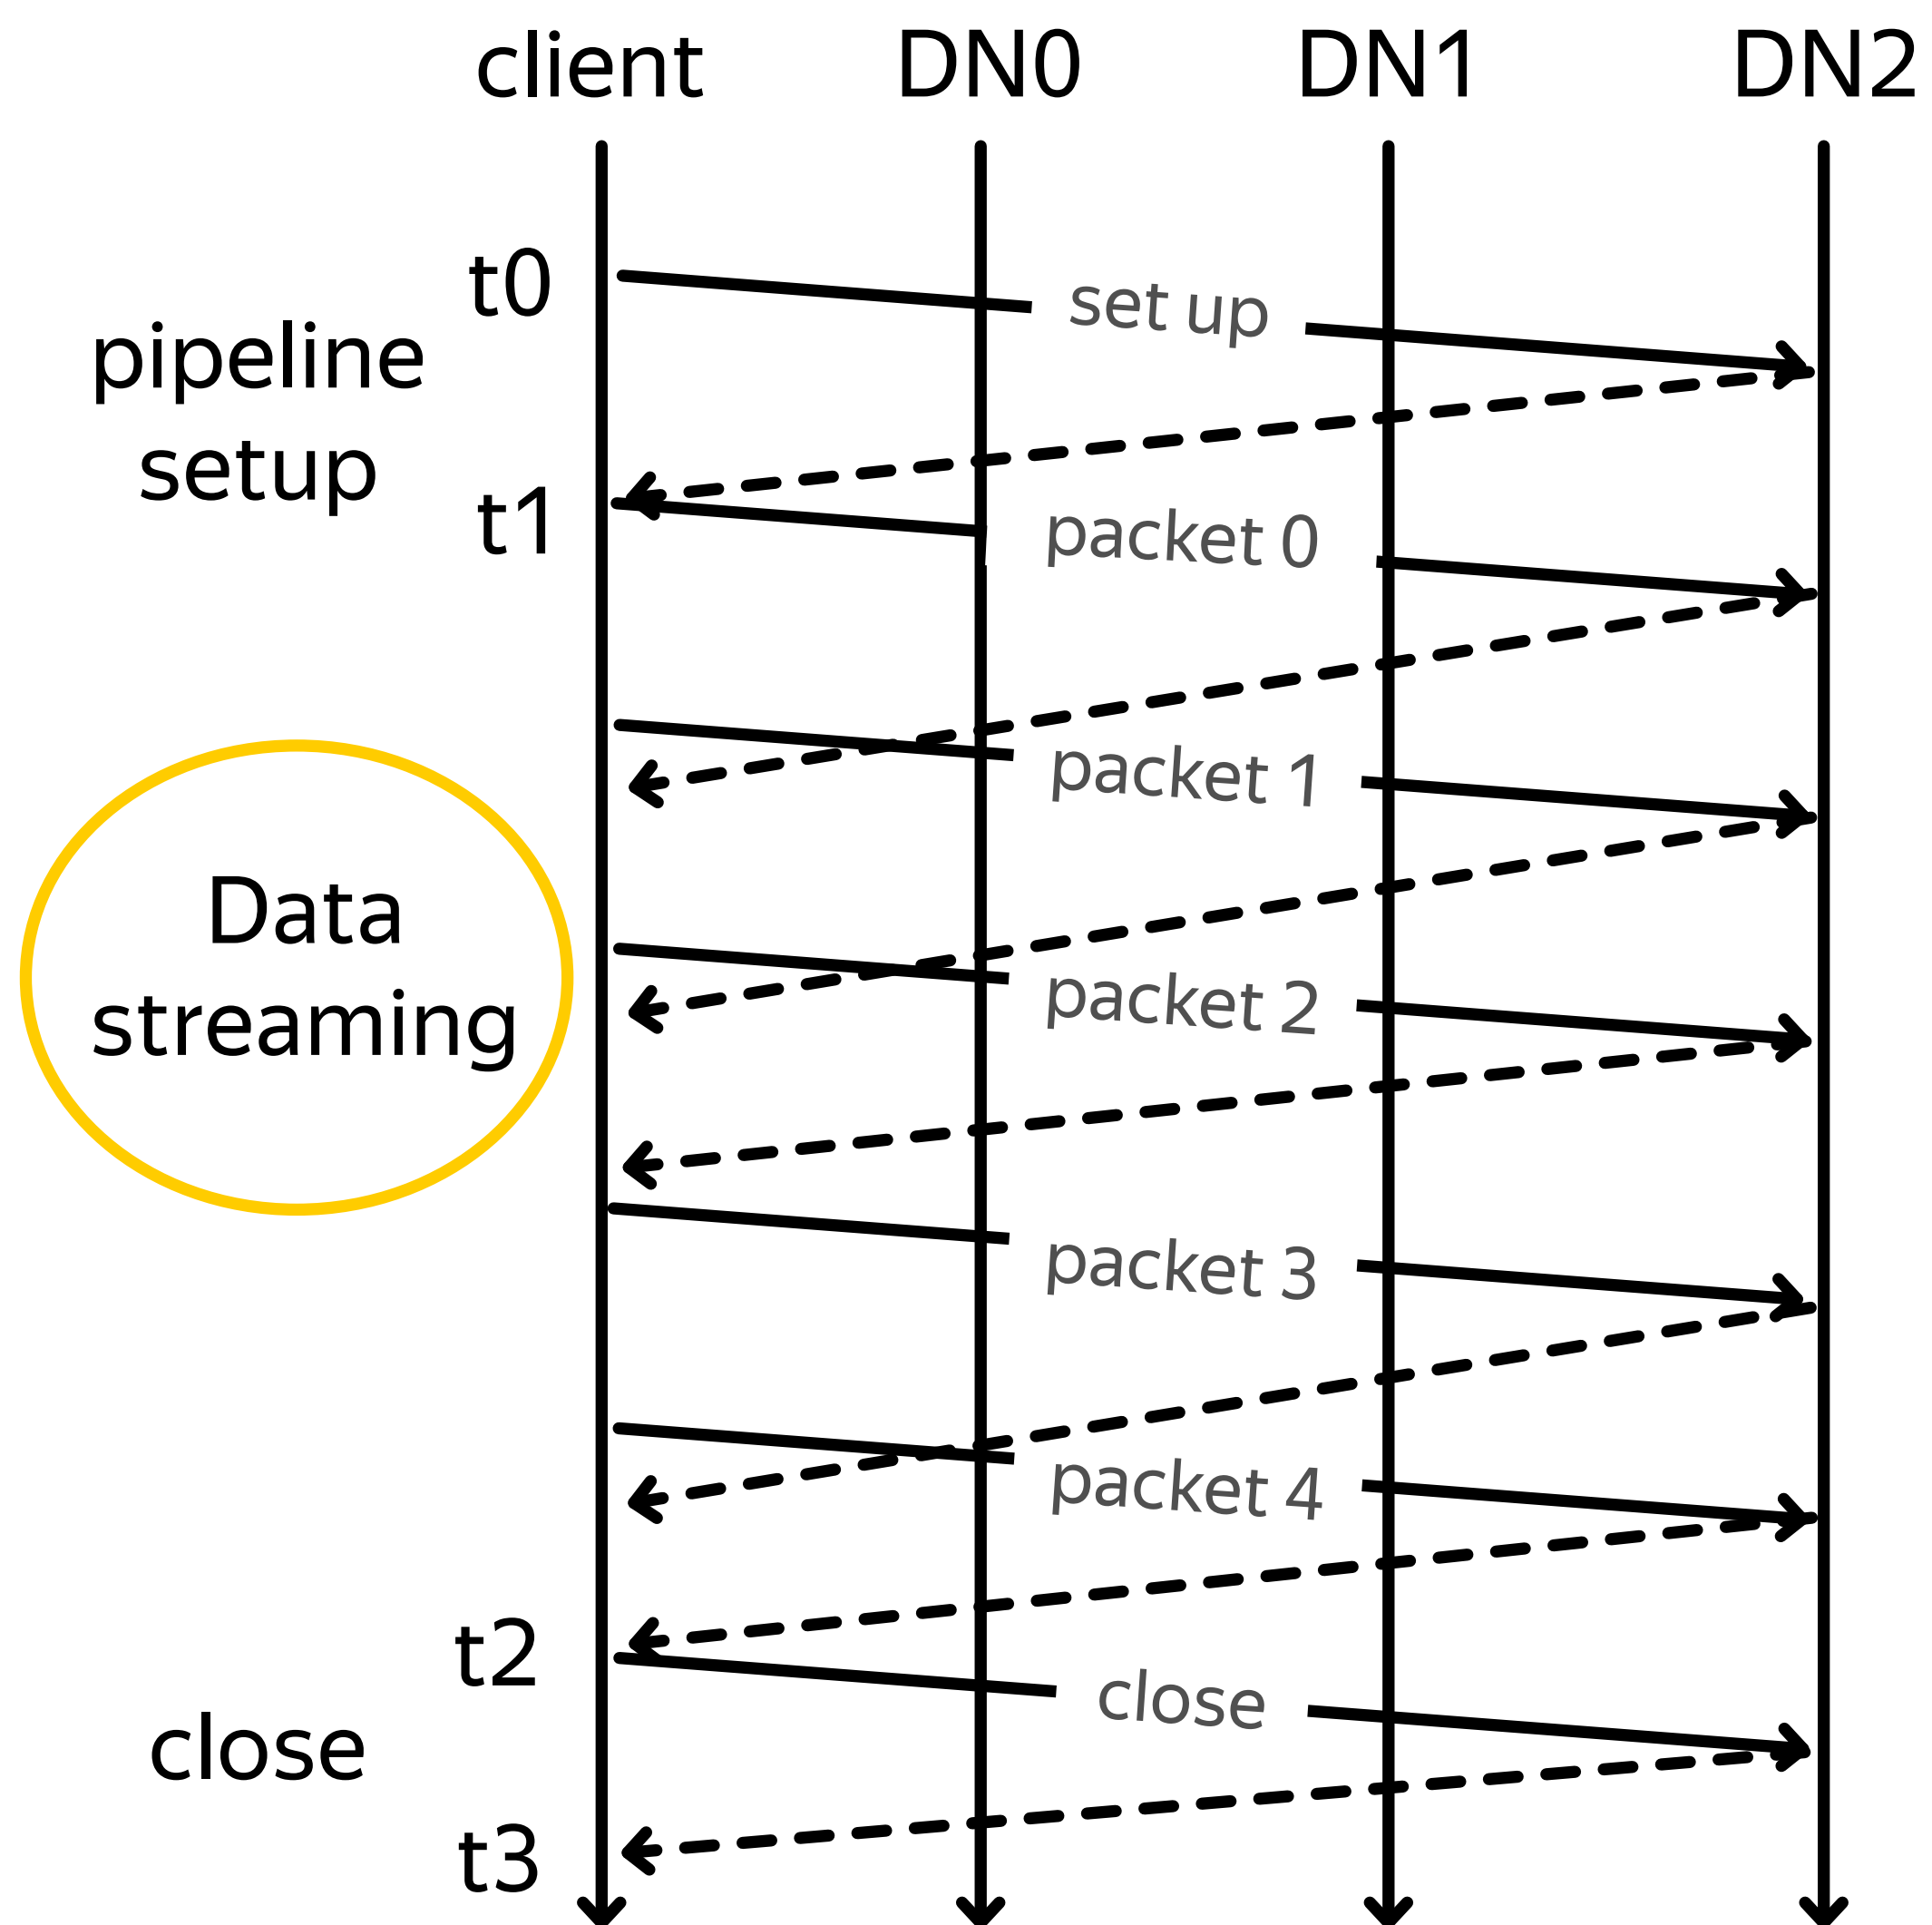 client DN0 DN1 DN2
t0
set up
pipeline
setup
t1
packet 0
packet 1
Data
streaming
packet 2
packet 3
packet 4
t2
close
close
t3